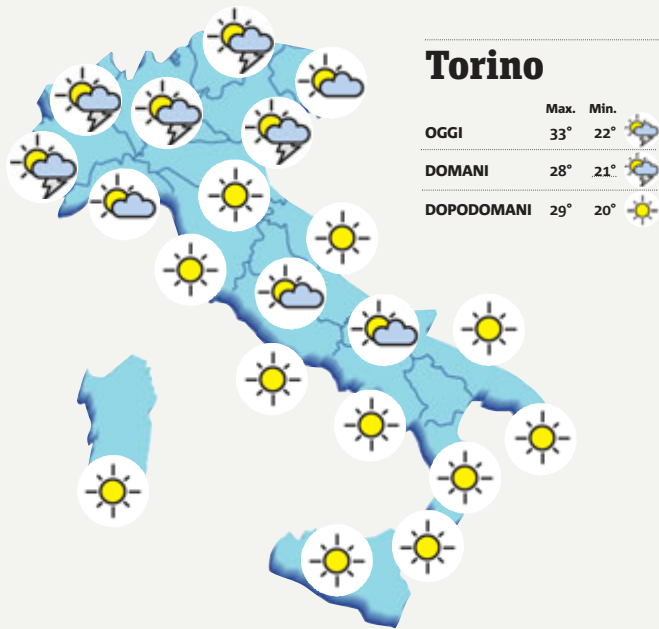 Torino
Max. Min.
OGGI 33° 22°
DOMANI 28° 21°
DOPODOMANI 29° 20°